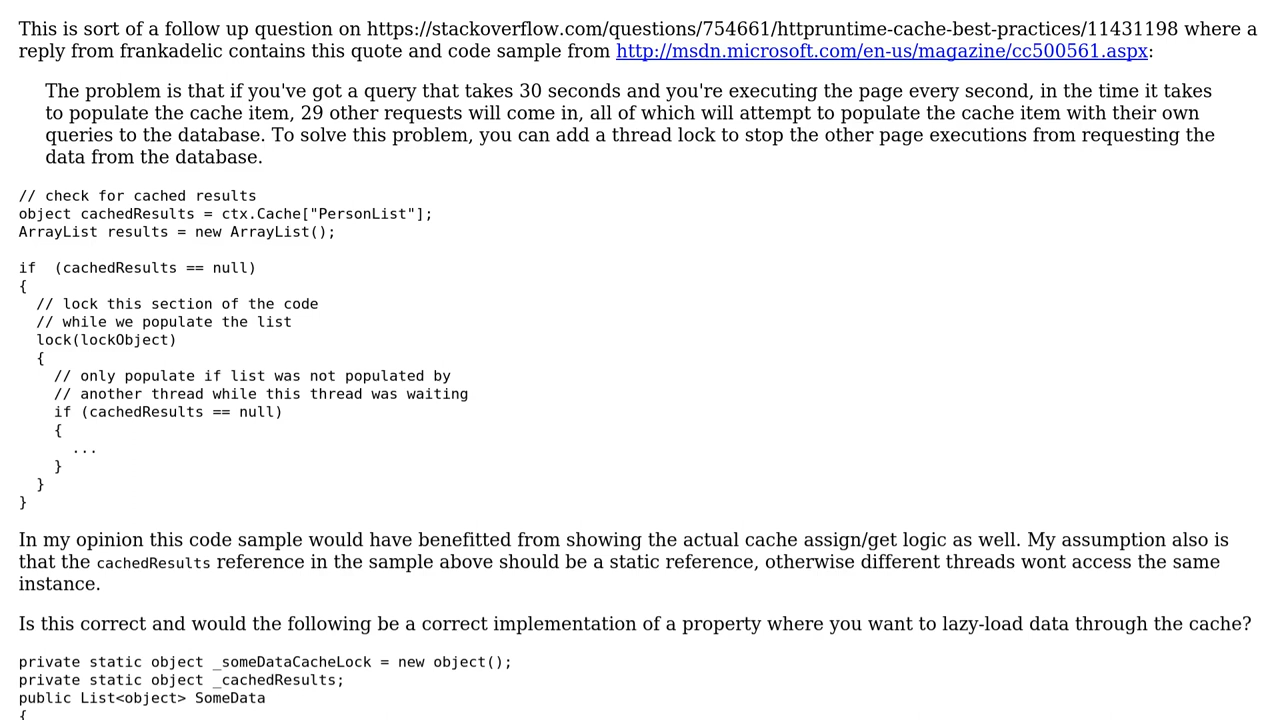 This is sort of a follow up question on https://stackoverflow.com/questions/754661/httpruntime-cache-best-practices/11431198 where a
reply from frankadelic contains this quote and code sample from http://msdn.microsoft.com/en-us/magazine/cc500561.aspx:
The problem is that if you've got a query that takes 30 seconds and you're executing the page every second, in the time it takes
to populate the cache item, 29 other requests will come in, all of which will attempt to populate the cache item with their own
queries to the database. To solve this problem, you can add a thread lock to stop the other page executions from requesting the
data from the database.
// check for cached results
object cachedResults = ctx.Cache["PersonList"];
ArrayList results = new ArrayList();
if  (cachedResults == null)
{
  // lock this section of the code
  // while we populate the list
  lock(lockObject)
  {
    // only populate if list was not populated by
    // another thread while this thread was waiting
    if (cachedResults == null)
    {
      ...
    }
  }
}
In my opinion this code sample would have benefitted from showing the actual cache assign/get logic as well. My assumption also is
that the cachedResults reference in the sample above should be a static reference, otherwise different threads wont access the same
instance.
Is this correct and would the following be a correct implementation of a property where you want to lazy-load data through the cache?
private static object _someDataCacheLock = new object();
private static object _cachedResults;
public List<object> SomeData
{